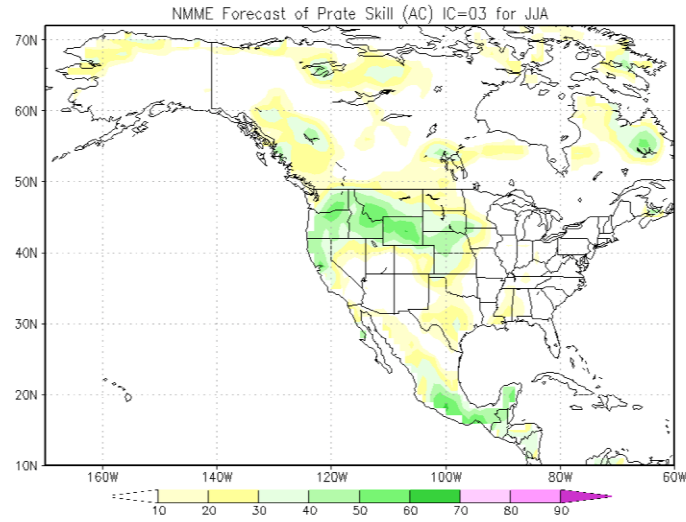 NMME Forecast of Prate Skill (AC) IC=03 for JJA
70N
60N
50N
40N
30N
20N
10N
160W 140W 120W 100W 80W 60W
10 20 30 40 50 60 70 80 90